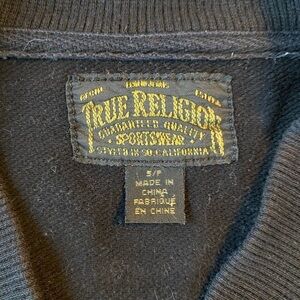 TRUE RELIGION
GUARANTEED QUALITY
SPORTSWEAR
STYLED IN SO. CALIFORNIA
S/P
MADE IN
CHINA
FABRIQUÉ
EN CHINE